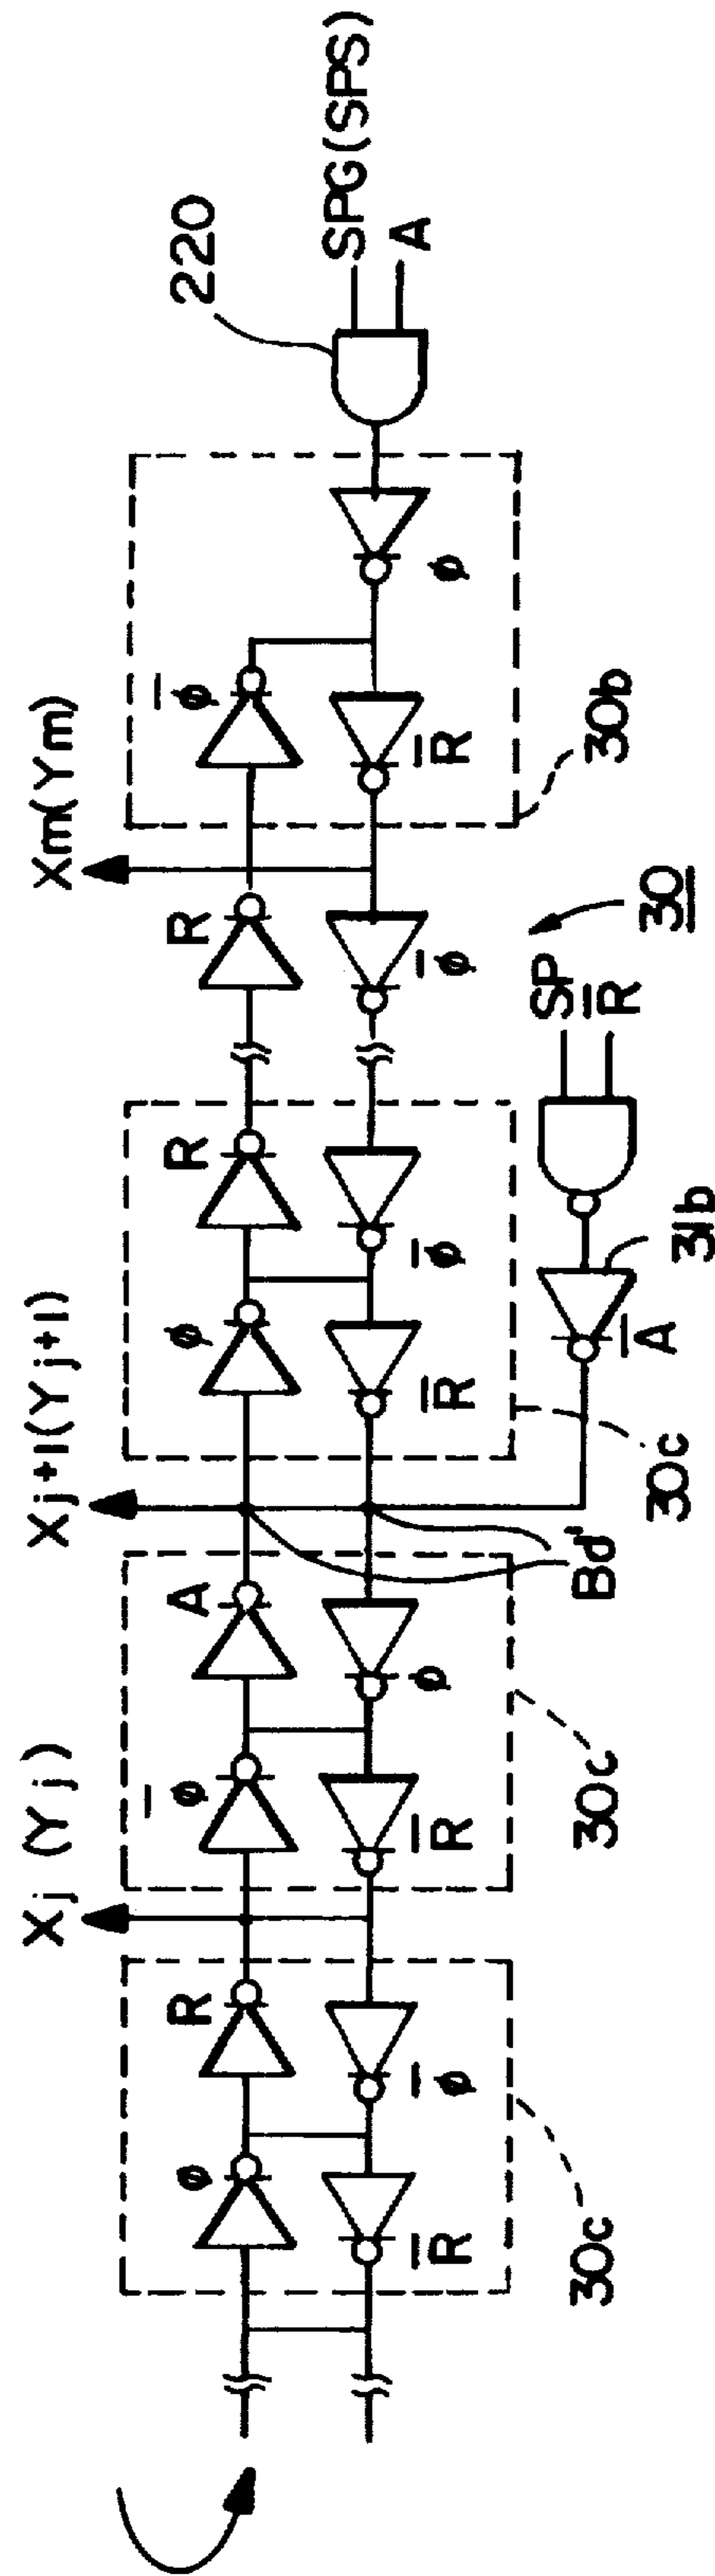 Xj (Yj)
Xj+1(Yj+1)
Xm(Ym)
220
ϕ
R
ϕ̅
A
ϕ
R
R
ϕ̅
SPG(SPS)
A
R̅
ϕ̅
R̅
ϕ
R̅
ϕ̅
ϕ̅
R̅
ϕ
SP
R̅
30
30b
30c
30c
Bd'
30c
A̅
31b